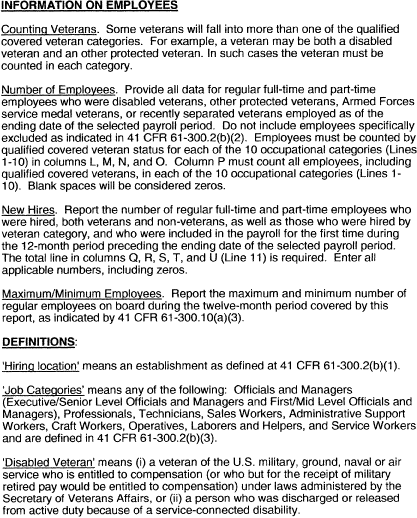 INFORMATION ON EMPLOYEES
Counting Veterans. Some veterans will fall into more than one of the qualified
covered veteran categories. For example, a veteran may be both a disabled
veteran and an other protected veteran. In such cases the veteran must be
counted in each category.
Number of Employees. Provide all data for regular full-time and part-time
employees who were disabled veterans, other protected veterans, Armed Forces
service medal veterans, or recently separated veterans employed as of the
ending date of the selected payroll period. Do not include employees specifically
excluded as indicated in 41 CFR 61-300.2(b)(2). Employees must be counted by
qualified covered veteran status for each of the 10 occupational categories (Lines
1-10) in columns L, M, N, and O. Column P must count all employees, including
qualified covered veterans, in each of the 10 occupational categories (Lines 1-
10). Blank spaces will be considered zeros.
New Hires. Report the number of regular full-time and part-time employees who
were hired, both veterans and non-veterans, as well as those who were hired by
veteran category, and who were included in the payroll for the first time during
the 12-month period preceding the ending date of the selected payroll period.
The total line in columns Q, R, S, T, and U (Line 11) is required. Enter all
applicable numbers, including zeros.
Maximum/Minimum Employees. Report the maximum and minimum number of
regular employees on board during the twelve-month period covered by this
report, as indicated by 41 CFR 61-300.10(a)(3).
DEFINITIONS:
'Hiring location' means an establishment as defined at 41 CFR 61-300.2(b)(1).
'Job Categories' means any of the following: Officials and Managers
(Executive/Senior Level Officials and Managers and First/Mid Level Officials and
Managers), Professionals, Technicians, Sales Workers, Administrative Support
Workers, Craft Workers, Operatives, Laborers and Helpers, and Service Workers
and are defined in 41 CFR 61-300.2(b)(3).
'Disabled Veteran' means (i) a veteran of the U.S. military, ground, naval or air
service who is entitled to compensation (or who but for the receipt of military
retired pay would be entitled to compensation) under laws administered by the
Secretary of Veterans Affairs, or (ii) a person who was discharged or released
from active duty because of a service-connected disability.